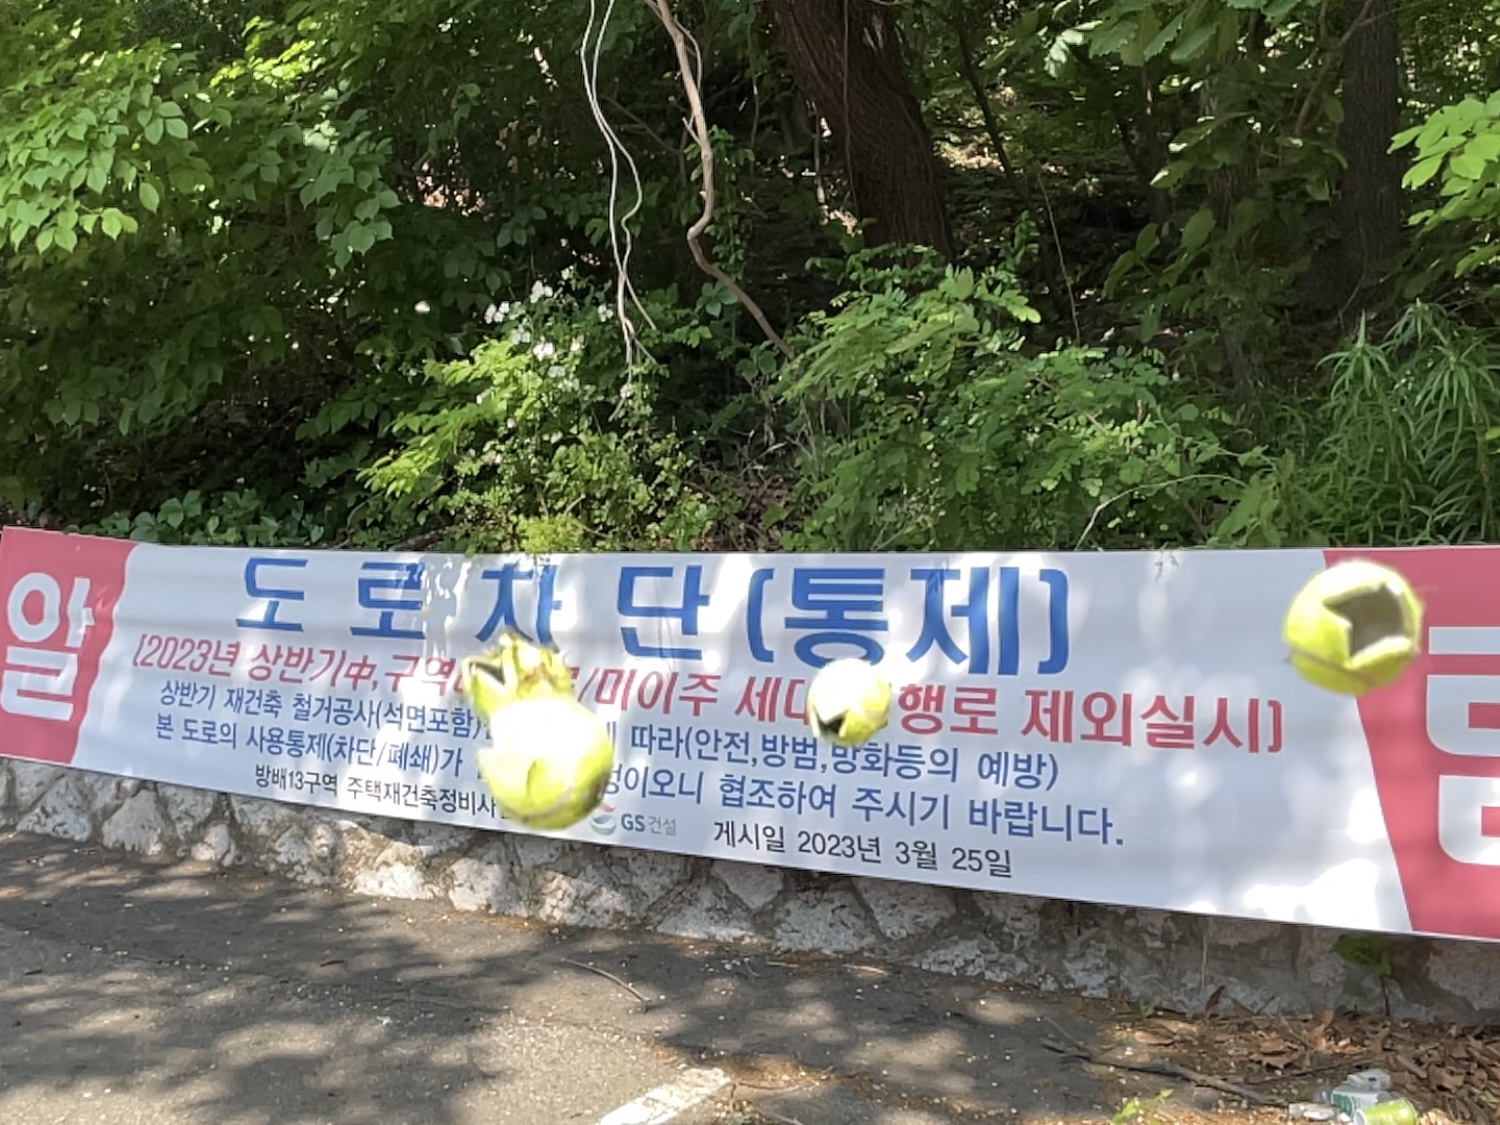 알 림
도로차단(통제)
[2023년 상반기中, 구역 /미이주 세대 행로 제외실시]
상반기 재건축 철거공사(석면포함) 따라(안전,방범,방화등의 예방)
본 도로의 사용통제(차단/폐쇄)가 협조하여 주시기 바랍니다.
방배13구역 주택재건축정비사 GS건설 게시일 2023년 3월 25일